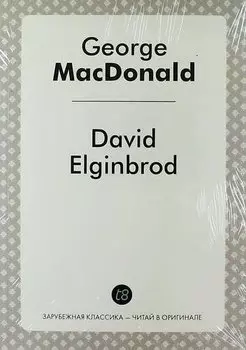 George
MacDonald
David
Elginbrod
t8
ЗАРУБЕЖНАЯ КЛАССИКА — ЧИТАЙ В ОРИГИНАЛЕ